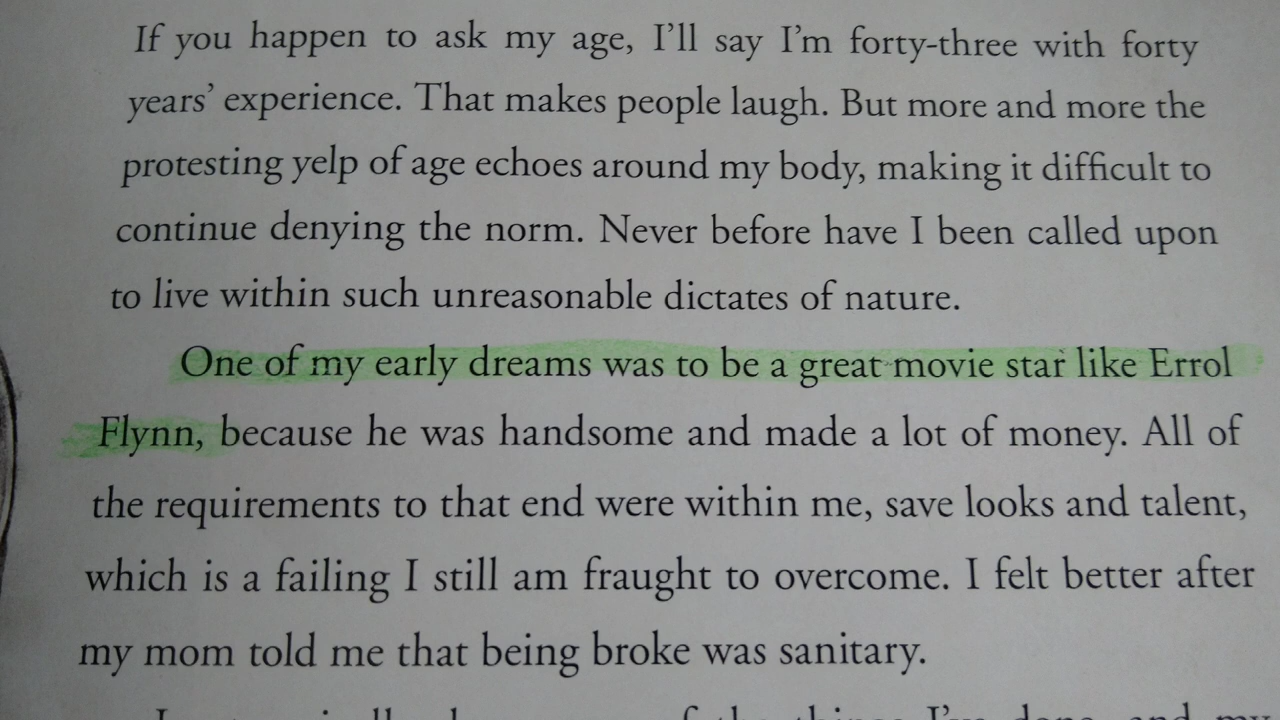 If you happen to ask my age, I'll say I'm forty-three with forty
years' experience. That makes people laugh. But more and more the
protesting yelp of age echoes around my body, making it difficult to
continue denying the norm. Never before have I been called upon
to live within such unreasonable dictates of nature.
One of my early dreams was to be a great movie star like Errol
Flynn, because he was handsome and made a lot of money. All of
the requirements to that end were within me, save looks and talent,
which is a failing I still am fraught to overcome. I felt better after
my mom told me that being broke was sanitary.